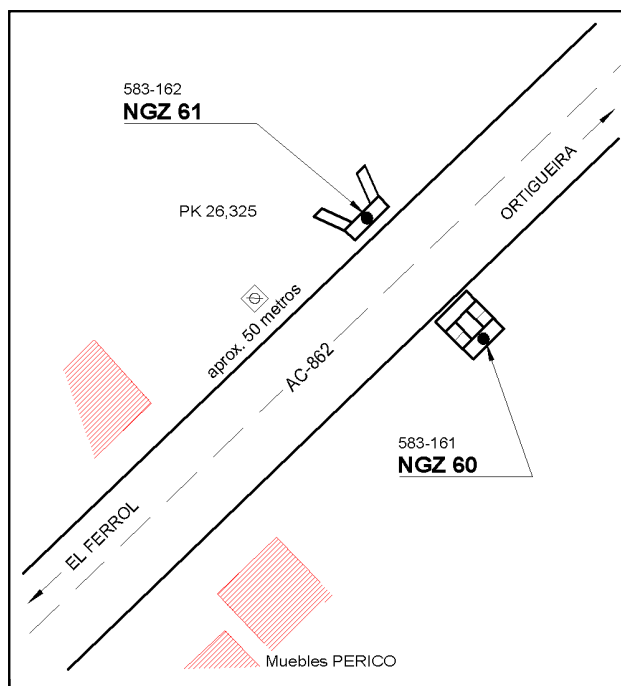 583-162
NGZ 61
PK 26,325
ORTIGUEIRA
aprox. 50 metros
AC-862
583-161
NGZ 60
EL FERROL
Muebles PERICO